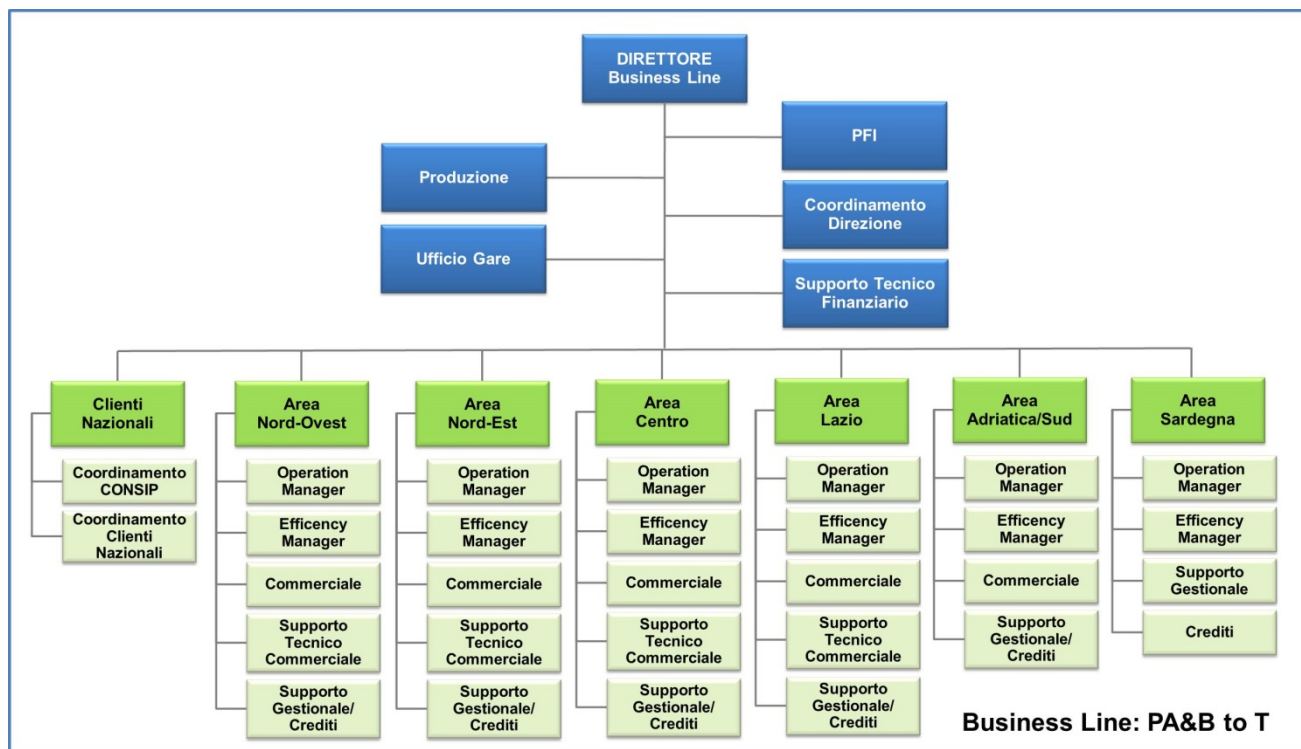 DIRETTORE
Business Line
PFI
Produzione
Coordinamento
Direzione
Ufficio Gare
Supporto Tecnico
Finanziario
Clienti
Nazionali
Coordinamento
CONSIP
Coordinamento
Clienti
Nazionali
Area
Nord-Ovest
Operation
Manager
Efficency
Manager
Commerciale
Supporto
Tecnico
Commerciale
Supporto
Gestionale/
Crediti
Area
Nord-Est
Operation
Manager
Efficency
Manager
Commerciale
Supporto
Tecnico
Commerciale
Supporto
Gestionale/
Crediti
Area
Centro
Operation
Manager
Efficency
Manager
Commerciale
Supporto
Tecnico
Commerciale
Supporto
Gestionale/
Crediti
Area
Lazio
Operation
Manager
Efficency
Manager
Commerciale
Supporto
Tecnico
Commerciale
Supporto
Gestionale/
Crediti
Area
Adriatica/Sud
Operation
Manager
Efficency
Manager
Commerciale
Supporto
Gestionale/
Crediti
Area
Sardegna
Operation
Manager
Efficency
Manager
Supporto
Gestionale
Crediti
Business Line: PA&B to T